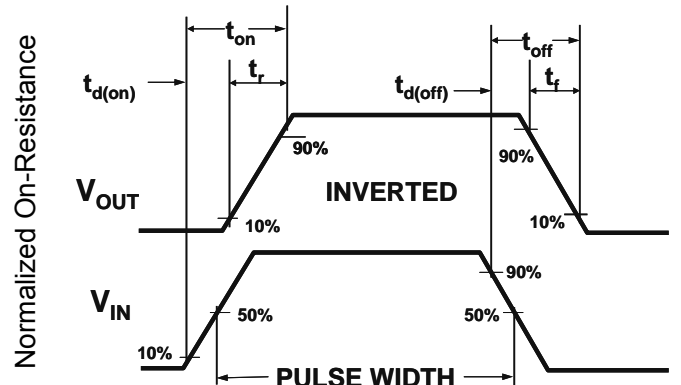 Normalized On-Resistance
t_on
t_off
t_r
t_f
t_d(on)
t_d(off)
90%
90%
V_OUT
INVERTED
10%
10%
90%
V_IN
50%
50%
10%
PULSE WIDTH